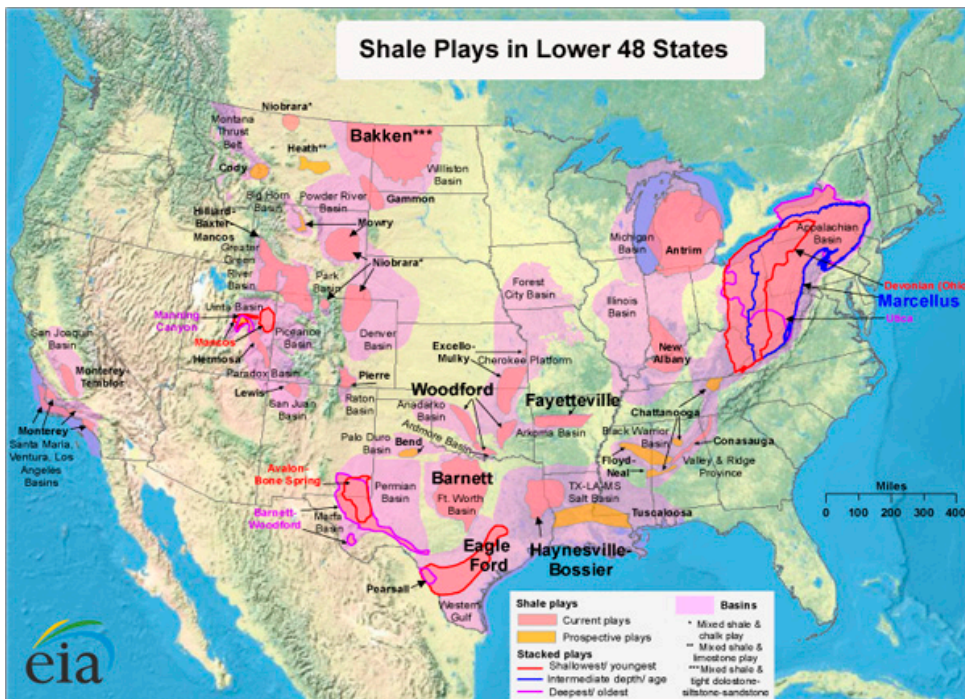 Shale Plays in Lower 48 States
Niobrara*
Montana
Thrust
Belt
Bakken***
Heath**
Cody
Williston
Basin
Big Horn
Basin
Powder River
Basin
Gammon
Hilliard-
Baxter-
Mancos
Mowry
Greater
Green
River
Basin
Niobrara*
Park
Basin
Michigan
Basin
Antrim
Appalachian
Basin
Devonian (Ohio
Marcellus
Utica
Forest
City Basin
Illinois
Basin
Uinta Basin
Manning
Canyon
Mancos
Piceance
Basin
Denver
Basin
San Joaquin
Basin
Hermosa
Paradox Basin
Excello-
Mulky
Cherokee Platform
New
Albany
Monterey-
Temblor
Lewis
San Juan
Basin
Pierre
Raton
Basin
Woodford
Anadarko
Basin
Fayetteville
Chattanooga
Monterey
Santa Maria,
Ventura, Los
Angeles
Basins
Palo Duro
Basin
Bend
Ardmore Basin
Arkoma Basin
Black Warrior
Basin
Conasauga
Floyd-
Neal
Valley & Ridge
Province
Avalon-
Bone Spring
Permian
Basin
Barnett
Ft. Worth
Basin
TX-LA-MS
Salt Basin
Tuscaloosa
Barnett-
Woodford
Marfa
Basin
Eagle
Ford
Haynesville-
Bossier
Pearsall
Western
Gulf
Miles
0 100 200 300 400
Shale plays
Current plays
Prospective plays
Stacked plays
Shallowest/ youngest
Intermediate depth/ age
Deepest/ oldest
Basins
* Mixed shale &
chalk play
** Mixed shale &
limestone play
***Mixed shale &
tight dolostone-
siltstone-sandstone
eia